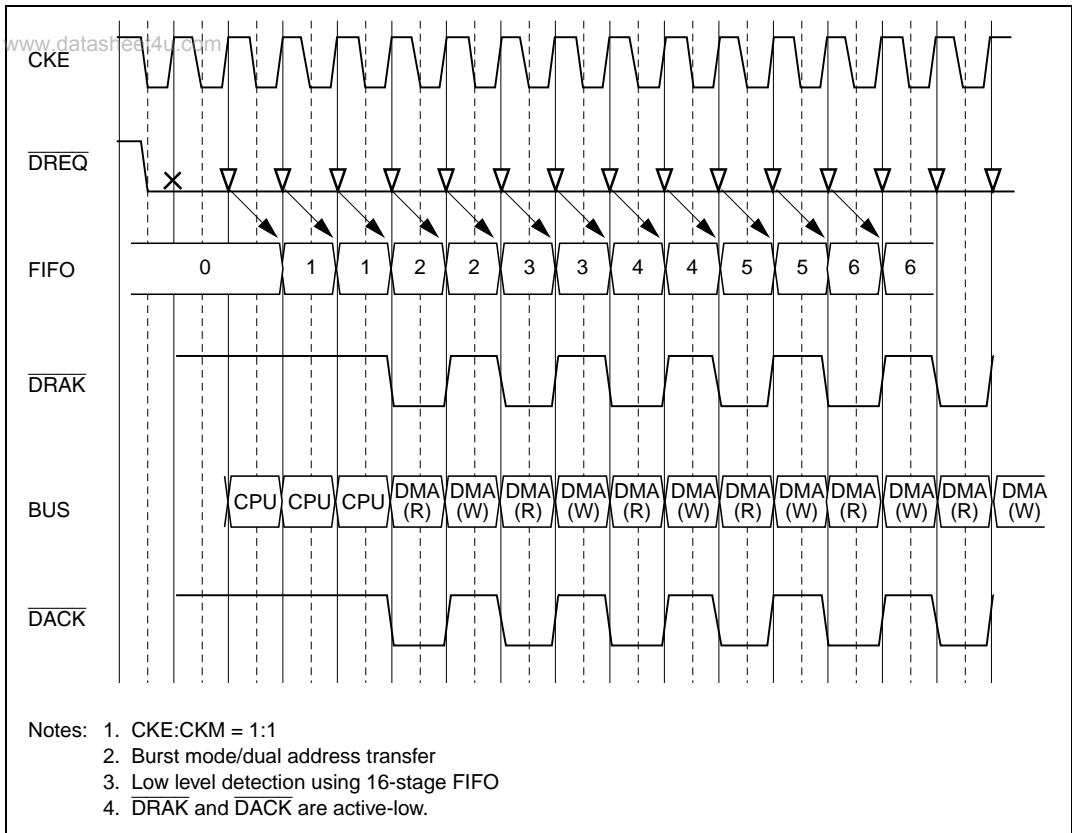 www.datasheet4u.com
CKE
DREQ
FIFO 0 1 1 2 2 3 3 4 4 5 5 6 6
DRAK
BUS CPU CPU CPU DMA (R) DMA (W) DMA (R) DMA (W) DMA (R) DMA (W) DMA (R) DMA (W) DMA (R) DMA (W) DMA (R) DMA (W)
DACK
Notes: 1. CKE:CKM = 1:1
2. Burst mode/dual address transfer
3. Low level detection using 16-stage FIFO
4. DRAK and DACK are active-low.